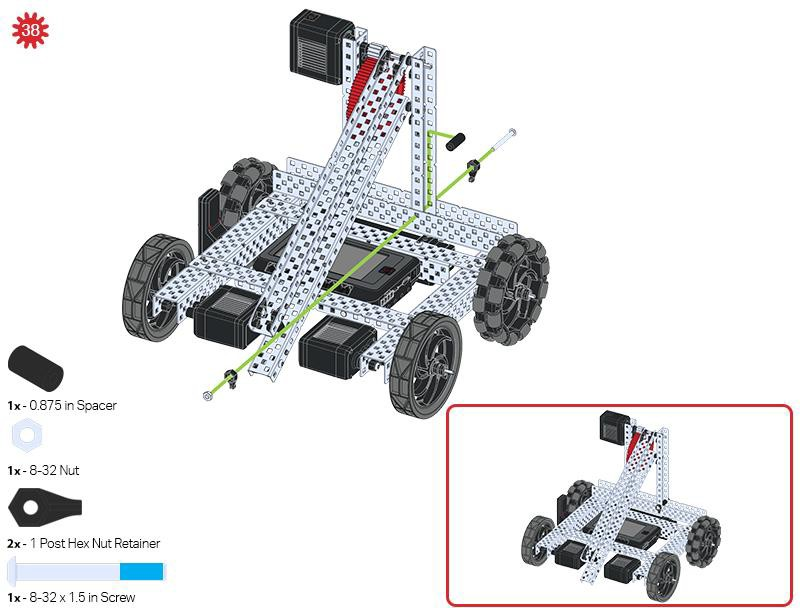 38
1x - 0.875 in Spacer
1x - 8-32 Nut
2x - 1 Post Hex Nut Retainer
1x - 8-32 x 1.5 in Screw